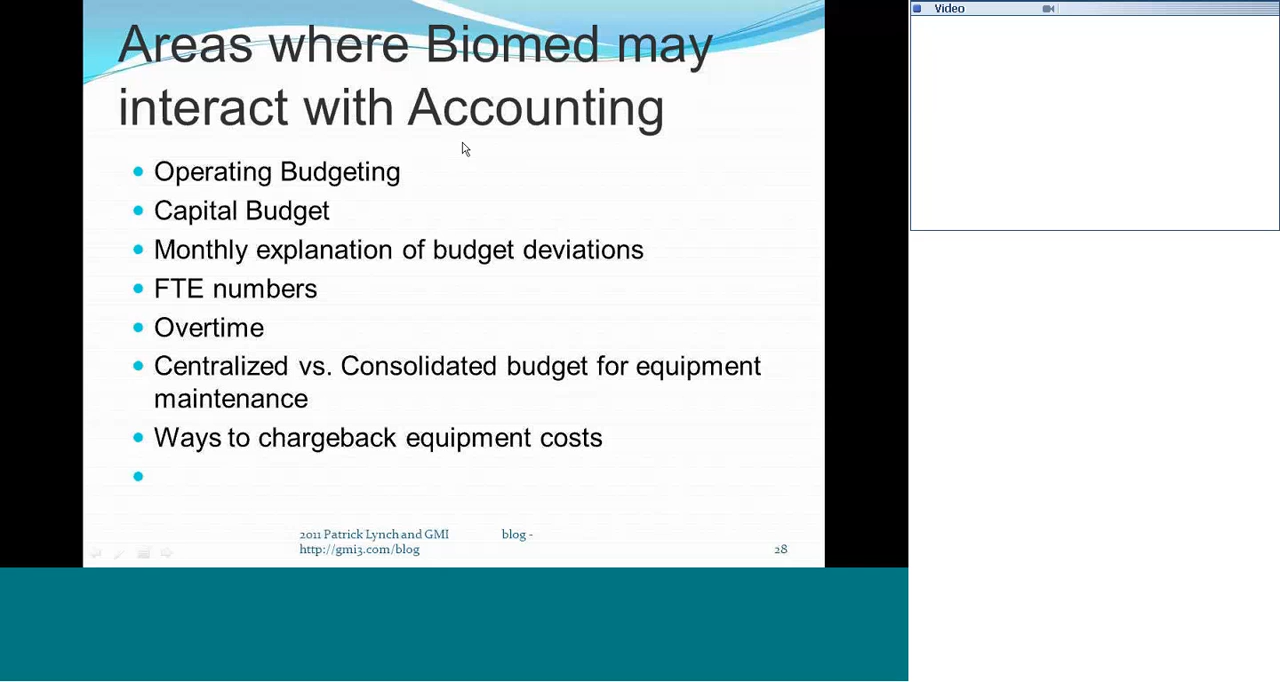 Areas where Biomed may
interact with Accounting
• Operating Budgeting
• Capital Budget
• Monthly explanation of budget deviations
• FTE numbers
• Overtime
• Centralized vs. Consolidated budget for equipment
maintenance
• Ways to chargeback equipment costs
•
2011 Patrick Lynch and GMI blog -
http://gmi3.com/blog
28
Video